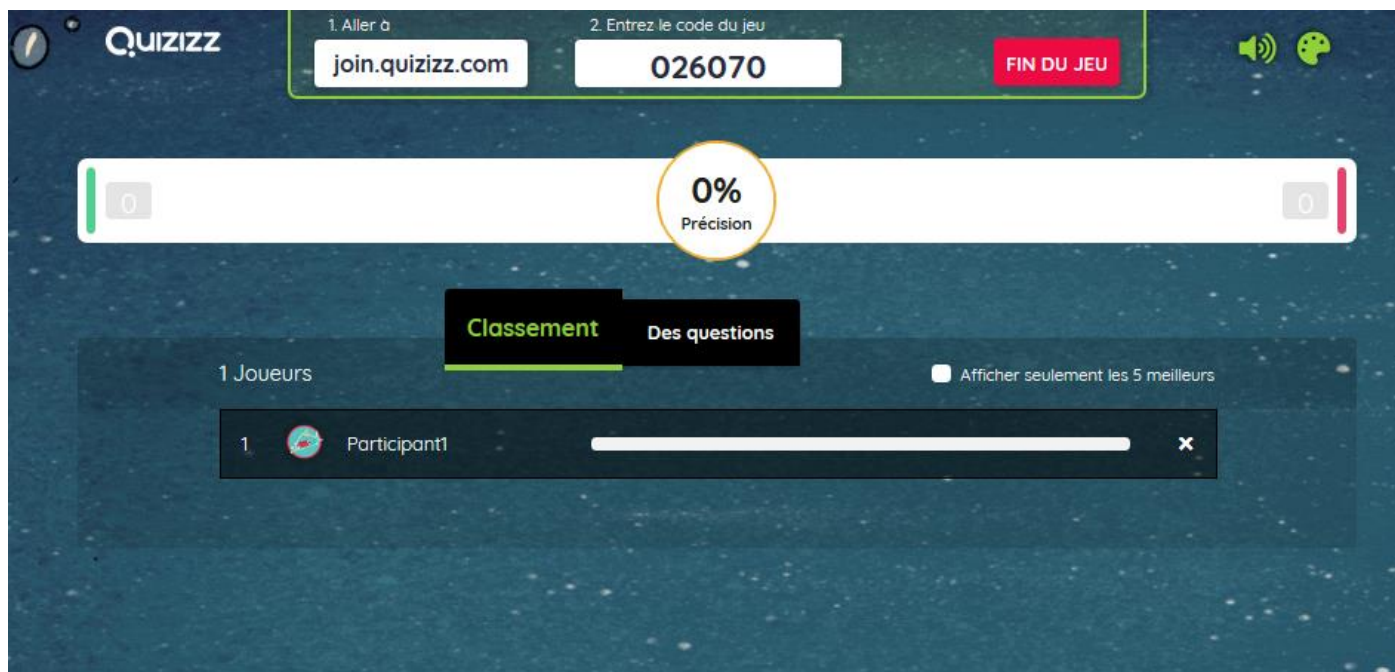 Quizizz
1. Aller à
join.quizizz.com
2. Entrez le code du jeu
026070
FIN DU JEU
0
0%
Précision
0
Classement
Des questions
1 Joueurs
Afficher seulement les 5 meilleurs
1 Participant1